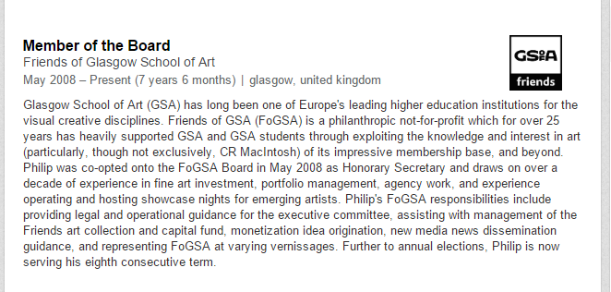 Member of the Board
Friends of Glasgow School of Art
May 2008 – Present (7 years 6 months) | glasgow, united kingdom
GSoA
friends
Glasgow School of Art (GSA) has long been one of Europe's leading higher education institutions for the
visual creative disciplines. Friends of GSA (FoGSA) is a philanthropic not-for-profit which for over 25
years has heavily supported GSA and GSA students through exploiting the knowledge and interest in art
(particularly, though not exclusively, CR MacIntosh) of its impressive membership base, and beyond.
Philip was co-opted onto the FoGSA Board in May 2008 as Honorary Secretary and draws on over a
decade of experience in fine art investment, portfolio management, agency work, and experience
operating and hosting showcase nights for emerging artists. Philip's FoGSA responsibilities include
providing legal and operational guidance for the executive committee, assisting with management of the
Friends art collection and capital fund, monetization idea origination, new media news dissemination
guidance, and representing FoGSA at varying vernissages. Further to annual elections, Philip is now
serving his eighth consecutive term.